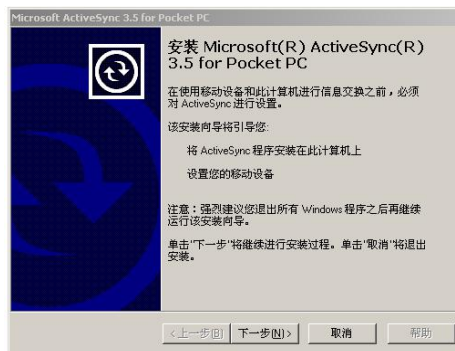 Microsoft ActiveSync 3.5 for Pocket PC
安装 Microsoft(R) ActiveSync(R)
3.5 for Pocket PC
在使用移动设备和此计算机进行信息交换之前，必须
对 ActiveSync 进行设置。
该安装向导将引导您:
将 ActiveSync 程序安装在此计算机上
设置您的移动设备
注意：强烈建议您退出所有 Windows 程序之后再继续
运行该安装向导。
单击"下一步"将继续进行安装过程。单击"取消"将退出
安装。
<上一步(B) 下一步(N)> 取消 帮助